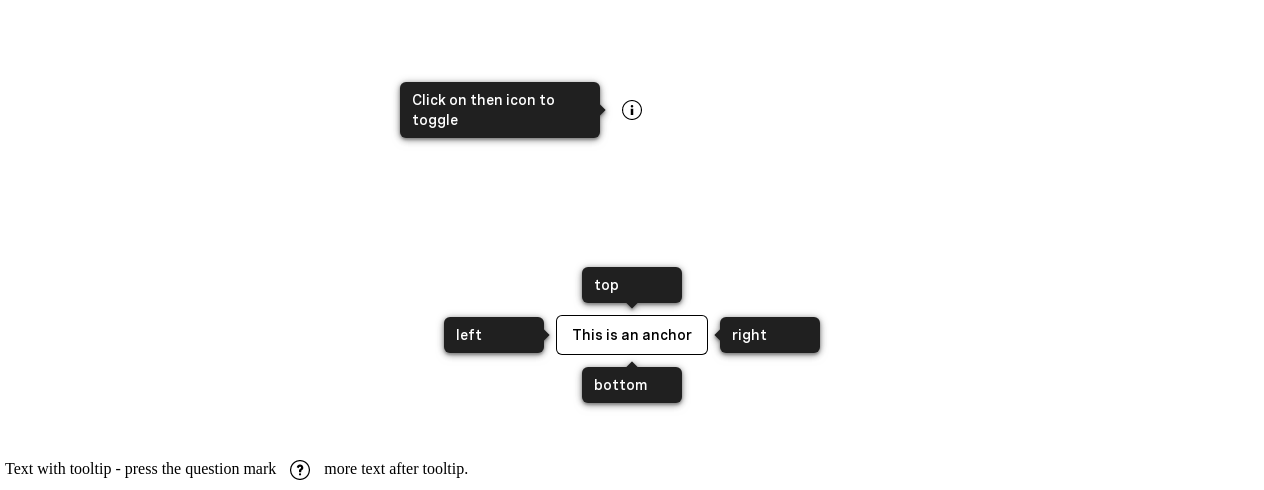 Click on then icon to
toggle
top
left
This is an anchor
right
bottom
Text with tooltip - press the question mark ? more text after tooltip.